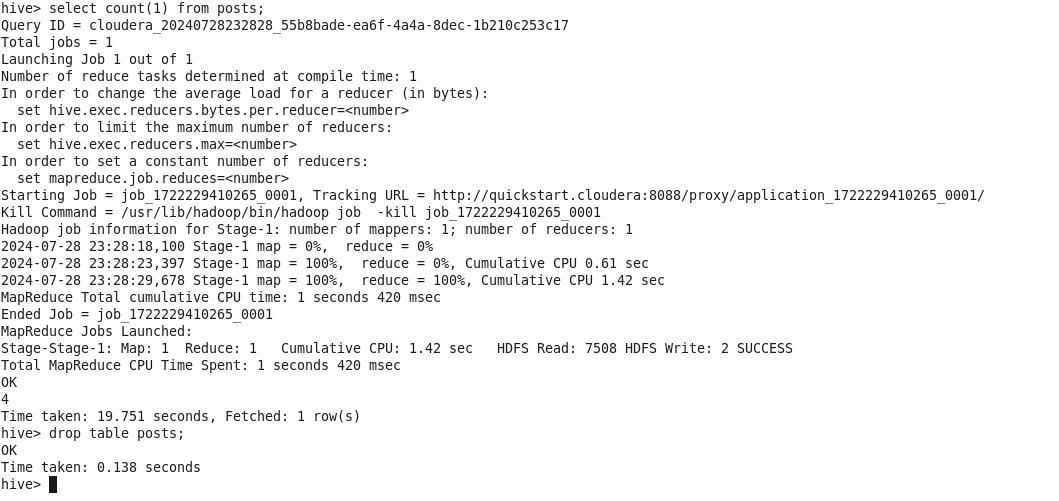 hive> select count(1) from posts;
Query ID = cloudera_20240728232828_55b8bade-ea6f-4a4a-8dec-1b210c253c17
Total jobs = 1
Launching Job 1 out of 1
Number of reduce tasks determined at compile time: 1
In order to change the average load for a reducer (in bytes):
  set hive.exec.reducers.bytes.per.reducer=<number>
In order to limit the maximum number of reducers:
  set hive.exec.reducers.max=<number>
In order to set a constant number of reducers:
  set mapreduce.job.reduces=<number>
Starting Job = job_1722229410265_0001, Tracking URL = http://quickstart.cloudera:8088/proxy/application_1722229410265_0001/
Kill Command = /usr/lib/hadoop/bin/hadoop job  -kill job_1722229410265_0001
Hadoop job information for Stage-1: number of mappers: 1; number of reducers: 1
2024-07-28 23:28:18,100 Stage-1 map = 0%,  reduce = 0%
2024-07-28 23:28:23,397 Stage-1 map = 100%,  reduce = 0%, Cumulative CPU 0.61 sec
2024-07-28 23:28:29,678 Stage-1 map = 100%,  reduce = 100%, Cumulative CPU 1.42 sec
MapReduce Total cumulative CPU time: 1 seconds 420 msec
Ended Job = job_1722229410265_0001
MapReduce Jobs Launched:
Stage-Stage-1: Map: 1  Reduce: 1   Cumulative CPU: 1.42 sec   HDFS Read: 7508 HDFS Write: 2 SUCCESS
Total MapReduce CPU Time Spent: 1 seconds 420 msec
OK
4
Time taken: 19.751 seconds, Fetched: 1 row(s)
hive> drop table posts;
OK
Time taken: 0.138 seconds
hive>